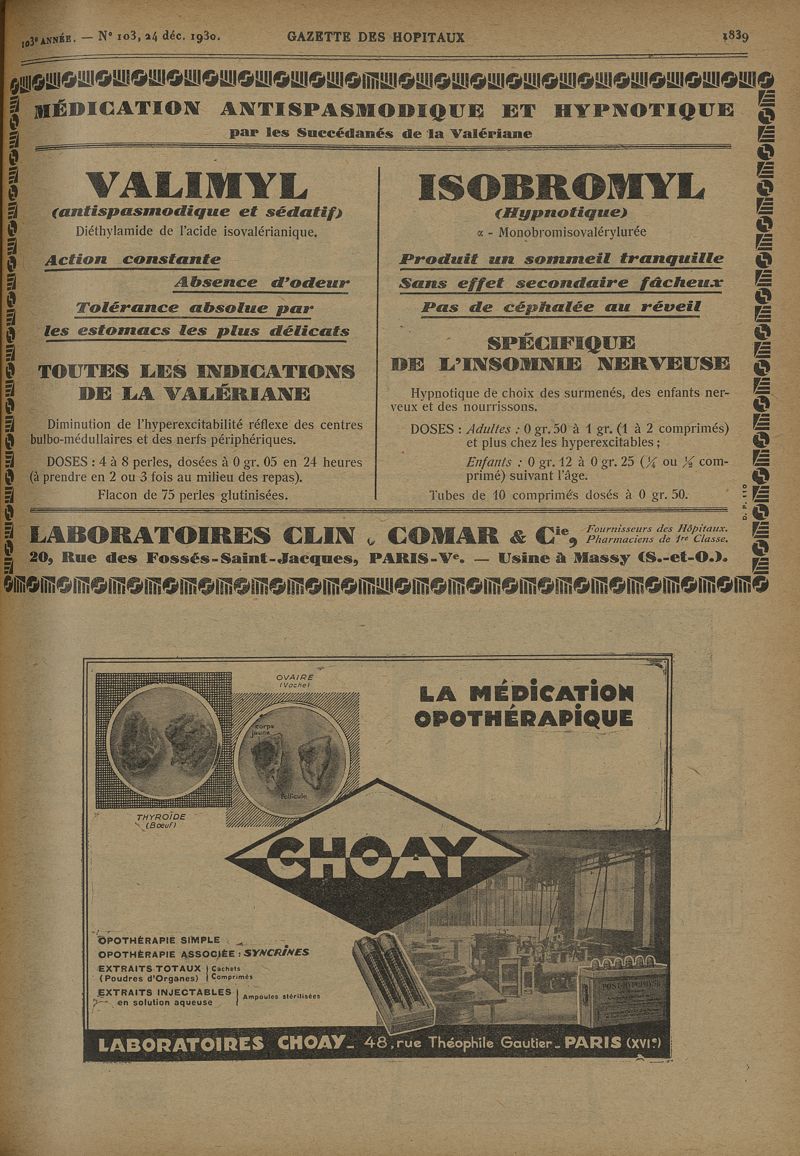 103e ANNÉE. — N° 103, 24 déc. 1930. GAZETTE DES HOPITAUX 1839
MÉDICATION ANTISPASMODIQUE ET HYPNOTIQUE
par les Succédanés de la Valériane
VALIMYL
(antispasmodique et sédatif)
Diéthylamide de l'acide isovalérianique.
Action constante
Absence d'odeur
Tolérance absolue par
les estomacs les plus délicats
TOUTES LES INDICATIONS
DE LA VALÉRIANE
Diminution de l'hyperexcitabilité réflexe des centres
bulbo-médullaires et des nerfs périphériques.
DOSES : 4 à 8 perles, dosées à 0 gr. 05 en 24 heures
(à prendre en 2 ou 3 fois au milieu des repas).
Flacon de 75 perles glutinisées.
ISOBROMYL
(Hypnotique)
α - Monobromisovalérylurée
Produit un sommeil tranquille
Sans effet secondaire fâcheux
Pas de céphalée au réveil
SPÉCIFIQUE
DE L'INSOMNIE NERVEUSE
Hypnotique de choix des surmenés, des enfants ner-
veux et des nourrissons.
DOSES : Adultes : 0 gr. 50 à 1 gr. (1 à 2 comprimés)
et plus chez les hyperexcitables ;
Enfants : 0 gr. 12 à 0 gr. 25 (¼ ou ½ com-
primé) suivant l'âge.
Tubes de 10 comprimés dosés à 0 gr. 50.
LABORATOIRES CLIN, COMAR & Cie, Fournisseurs des Hôpitaux.
Pharmaciens de 1re Classe.
20, Rue des Fossés-Saint-Jacques, PARIS-Ve. — Usine à Massy (S.-et-O.).
OVAIRE
(Vache)
corps
jaune
Follicule
THYROÏDE
(Bœuf)
LA MÉDICATION
OPOTHÉRAPIQUE
CHOAY
OPOTHÉRAPIE SIMPLE
OPOTHÉRAPIE ASSOCIÉE : SYNCRINES
EXTRAITS TOTAUX Cachets
(Poudres d'Organes) Comprimés
EXTRAITS INJECTABLES
en solution aqueuse Ampoules stérilisées
LABORATOIRES CHOAY_ 48, rue Théophile Gautier_ PARIS (XVIe)